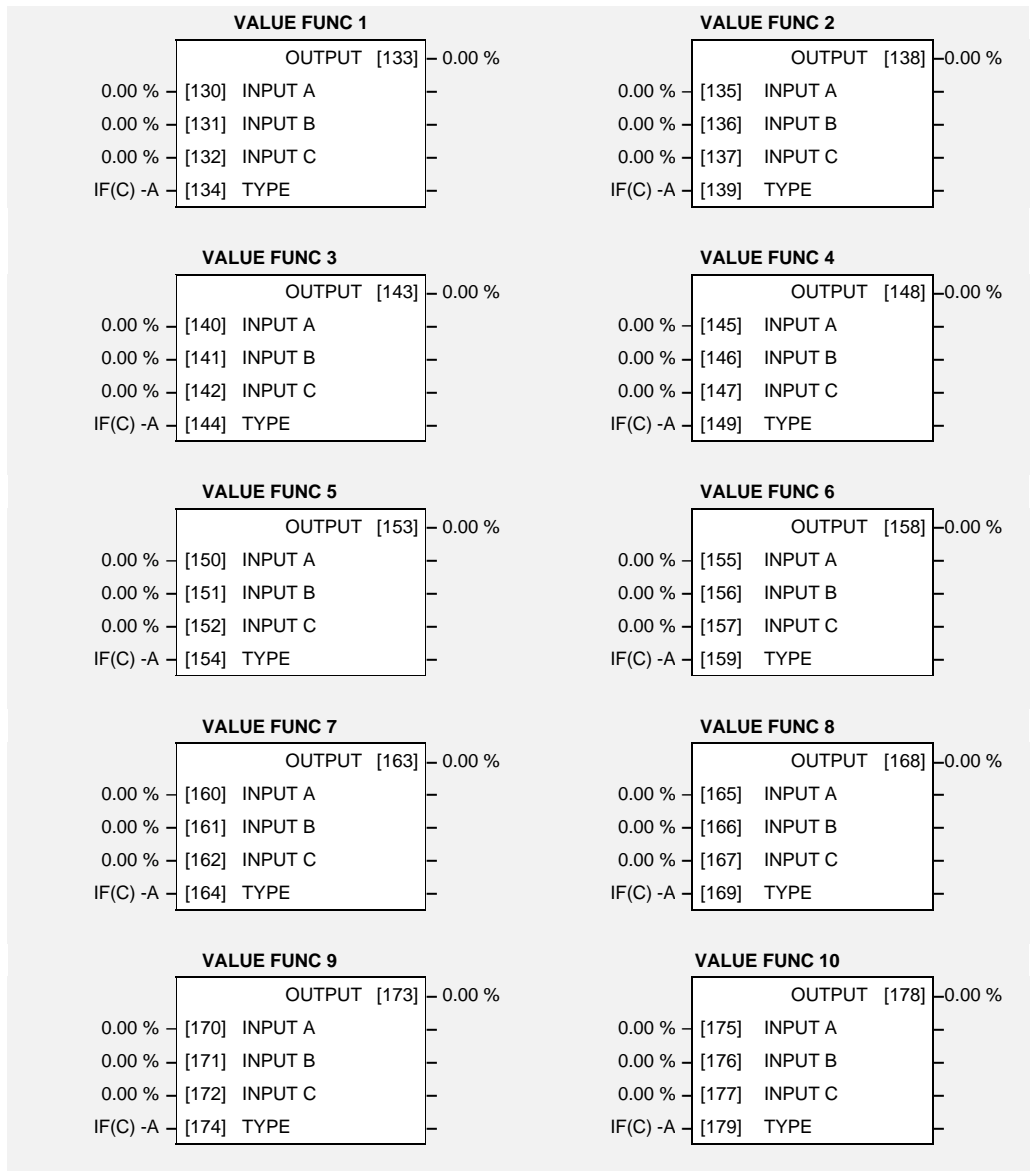 VALUE FUNC 1
OUTPUT [133] 0.00 %
0.00 % [130] INPUT A
0.00 % [131] INPUT B
0.00 % [132] INPUT C
IF(C) -A [134] TYPE
VALUE FUNC 2
OUTPUT [138] 0.00 %
0.00 % [135] INPUT A
0.00 % [136] INPUT B
0.00 % [137] INPUT C
IF(C) -A [139] TYPE
VALUE FUNC 3
OUTPUT [143] 0.00 %
0.00 % [140] INPUT A
0.00 % [141] INPUT B
0.00 % [142] INPUT C
IF(C) -A [144] TYPE
VALUE FUNC 4
OUTPUT [148] 0.00 %
0.00 % [145] INPUT A
0.00 % [146] INPUT B
0.00 % [147] INPUT C
IF(C) -A [149] TYPE
VALUE FUNC 5
OUTPUT [153] 0.00 %
0.00 % [150] INPUT A
0.00 % [151] INPUT B
0.00 % [152] INPUT C
IF(C) -A [154] TYPE
VALUE FUNC 6
OUTPUT [158] 0.00 %
0.00 % [155] INPUT A
0.00 % [156] INPUT B
0.00 % [157] INPUT C
IF(C) -A [159] TYPE
VALUE FUNC 7
OUTPUT [163] 0.00 %
0.00 % [160] INPUT A
0.00 % [161] INPUT B
0.00 % [162] INPUT C
IF(C) -A [164] TYPE
VALUE FUNC 8
OUTPUT [168] 0.00 %
0.00 % [165] INPUT A
0.00 % [166] INPUT B
0.00 % [167] INPUT C
IF(C) -A [169] TYPE
VALUE FUNC 9
OUTPUT [173] 0.00 %
0.00 % [170] INPUT A
0.00 % [171] INPUT B
0.00 % [172] INPUT C
IF(C) -A [174] TYPE
VALUE FUNC 10
OUTPUT [178] 0.00 %
0.00 % [175] INPUT A
0.00 % [176] INPUT B
0.00 % [177] INPUT C
IF(C) -A [179] TYPE